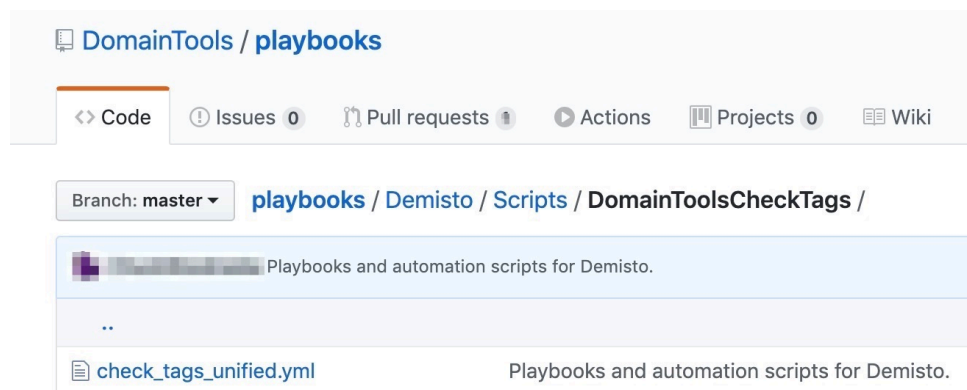 DomainTools / playbooks
<> Code Issues 0 Pull requests 1 Actions Projects 0 Wiki
Branch: master playbooks / Demisto / Scripts / DomainToolsCheckTags /
Playbooks and automation scripts for Demisto.
..
check_tags_unified.yml Playbooks and automation scripts for Demisto.